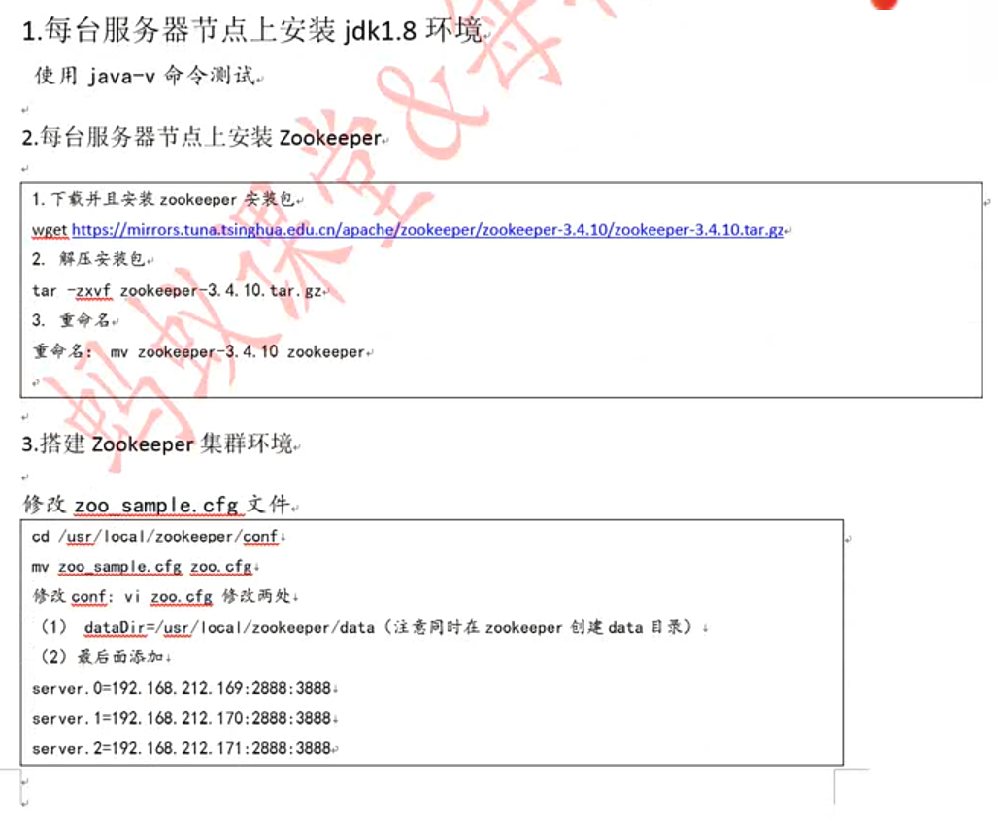 1.每台服务器节点上安装 jdk1.8 环境
使用 java-v 命令测试
2.每台服务器节点上安装 Zookeeper
1.下载并且安装 zookeeper 安装包
wget https://mirrors.tuna.tsinghua.edu.cn/apache/zookeeper/zookeeper-3.4.10/zookeeper-3.4.10.tar.gz
2. 解压安装包
tar -zxvf zookeeper-3.4.10.tar.gz
3. 重命名
重命名: mv zookeeper-3.4.10 zookeeper
3.搭建 Zookeeper 集群环境
修改 zoo_sample.cfg 文件
cd /usr/local/zookeeper/conf
mv zoo_sample.cfg zoo.cfg
修改 conf: vi zoo.cfg 修改两处
（1） dataDir=/usr/local/zookeeper/data（注意同时在 zookeeper 创建 data 目录）
（2）最后面添加
server.0=192.168.212.169:2888:3888
server.1=192.168.212.170:2888:3888
server.2=192.168.212.171:2888:3888
蚂蚁课堂&每